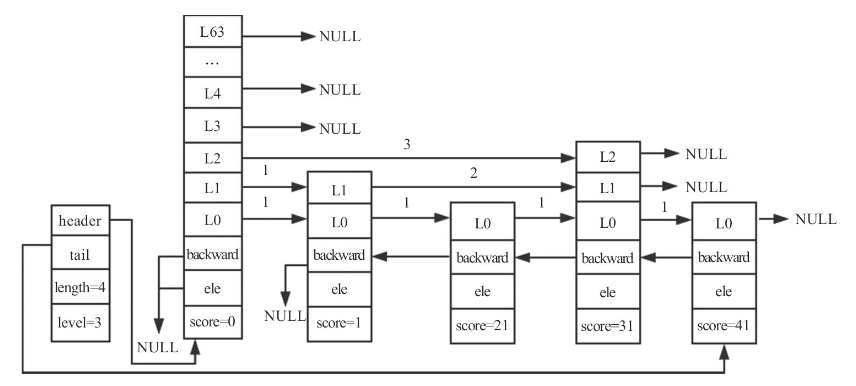 L63
NULL
…
L4
NULL
L3
NULL
3
L2
L2
NULL
1
2
L1
L1
L1
NULL
1
1
1
1
header
L0
L0
L0
L0
L0
NULL
tail
backward
backward
backward
backward
backward
length=4
ele
ele
ele
ele
ele
level=3
score=0
NULL
score=1
score=21
score=31
score=41
NULL